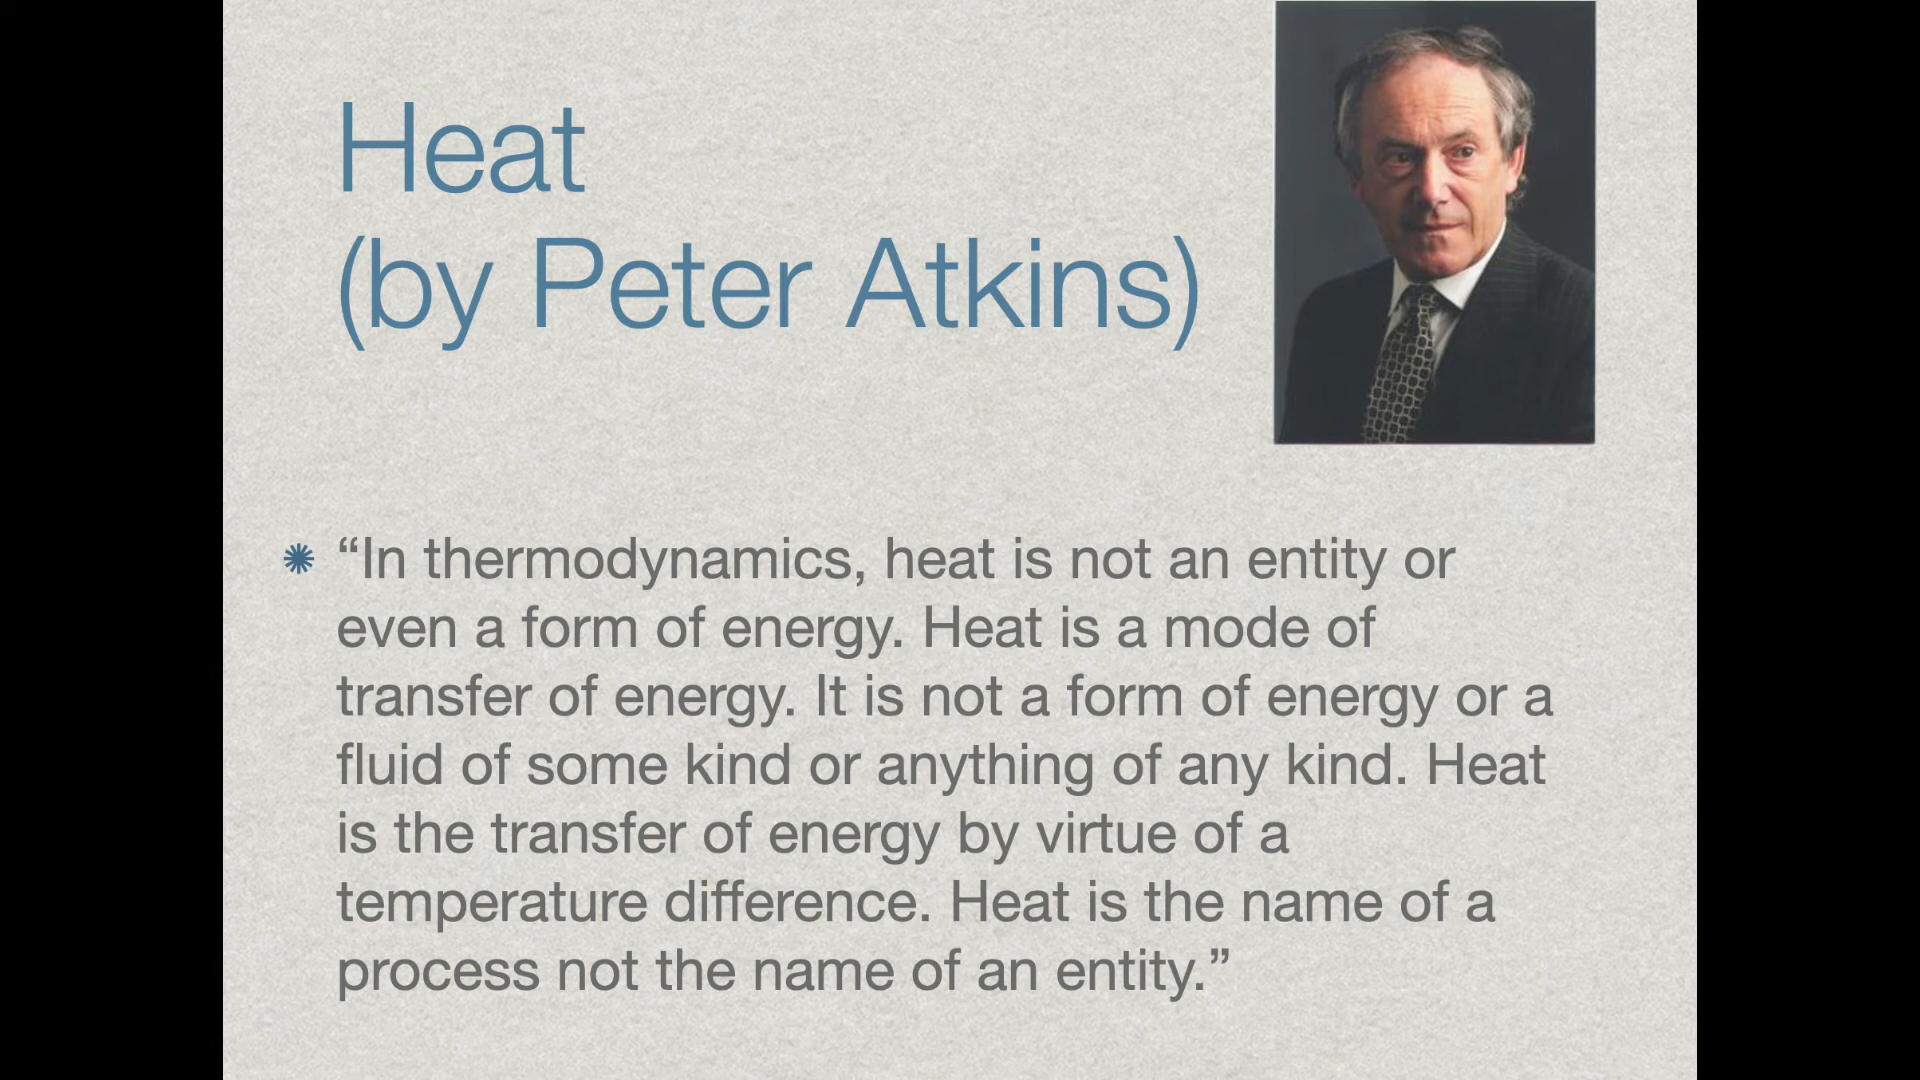 Heat
(by Peter Atkins)
“In thermodynamics, heat is not an entity or
even a form of energy. Heat is a mode of
transfer of energy. It is not a form of energy or a
fluid of some kind or anything of any kind. Heat
is the transfer of energy by virtue of a
temperature difference. Heat is the name of a
process not the name of an entity.”